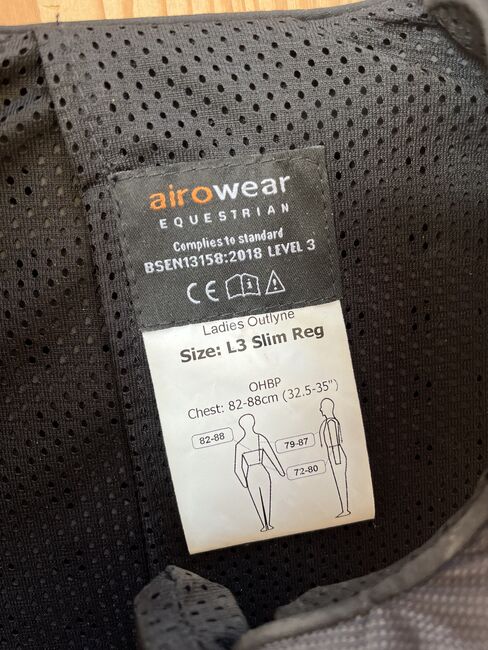 airowear
EQUESTRIAN
Complies to standard
BSEN13158:2018 LEVEL 3
CE
Ladies Outlyne
Size: L3 Slim Reg
OHBP
Chest: 82-88cm (32.5-35")
82-88
79-87
72-80